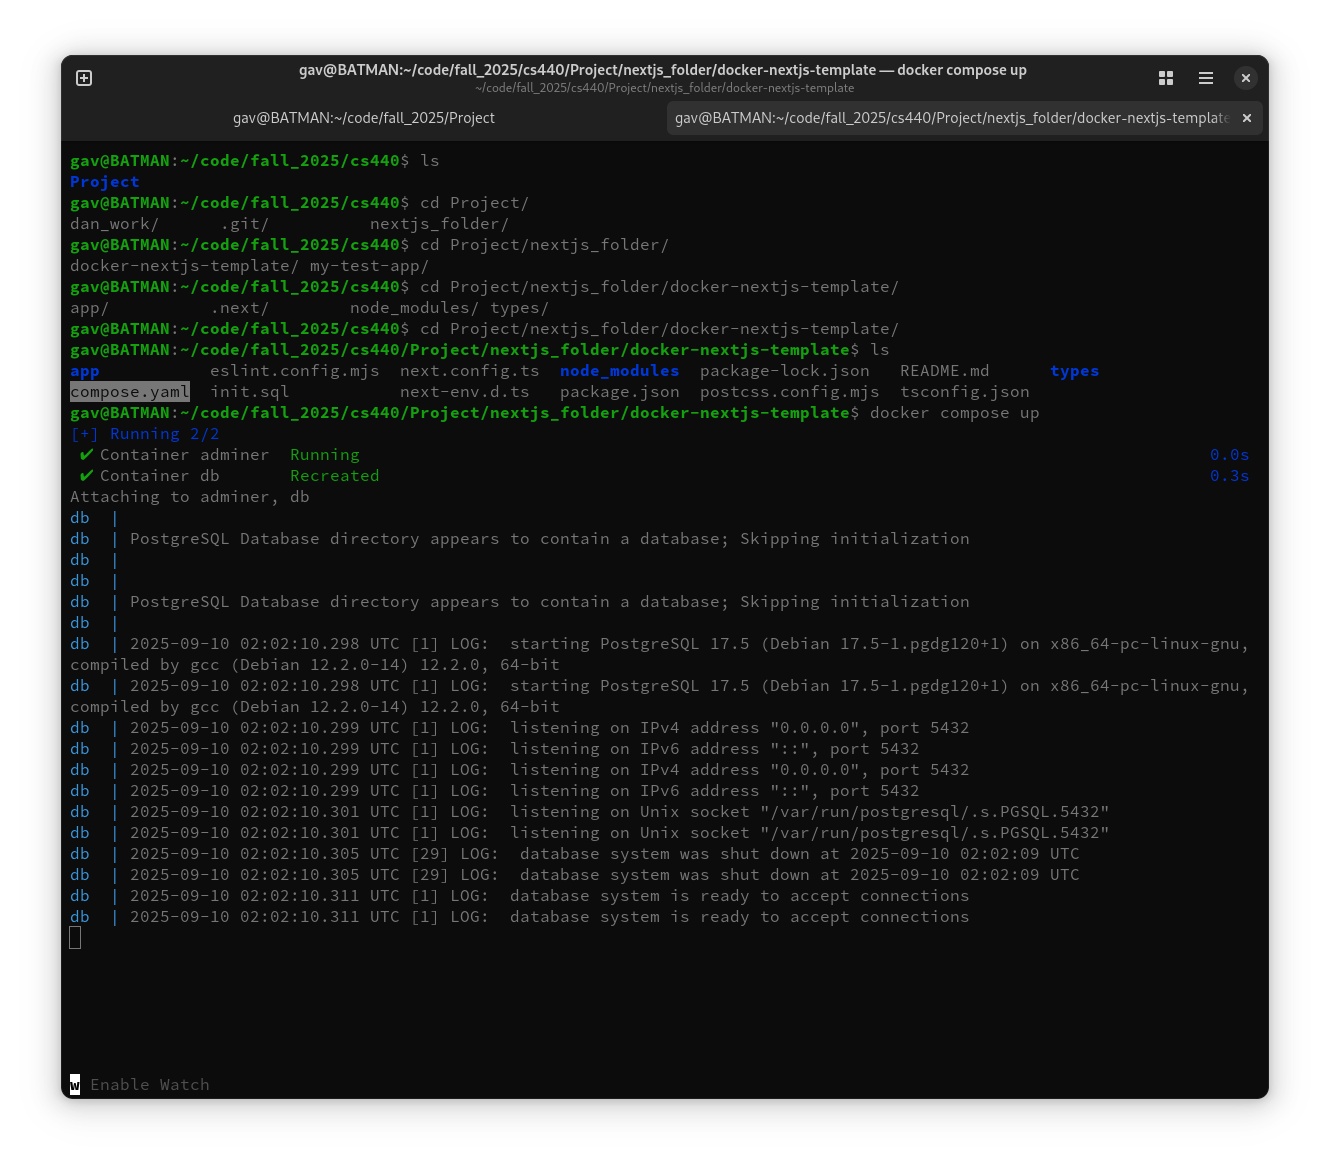 gav@BATMAN:~/code/fall_2025/cs440/Project/nextjs_folder/docker-nextjs-template — docker compose up
~/code/fall_2025/cs440/Project/nextjs_folder/docker-nextjs-template
gav@BATMAN:~/code/fall_2025/Project
gav@BATMAN:~/code/fall_2025/cs440/Project/nextjs_folder/docker-nextjs-template
gav@BATMAN:~/code/fall_2025/cs440$ ls
Project
gav@BATMAN:~/code/fall_2025/cs440$ cd Project/
dan_work/      .git/          nextjs_folder/
gav@BATMAN:~/code/fall_2025/cs440$ cd Project/nextjs_folder/
docker-nextjs-template/ my-test-app/
gav@BATMAN:~/code/fall_2025/cs440$ cd Project/nextjs_folder/docker-nextjs-template/
app/          .next/        node_modules/ types/
gav@BATMAN:~/code/fall_2025/cs440$ cd Project/nextjs_folder/docker-nextjs-template/
gav@BATMAN:~/code/fall_2025/cs440/Project/nextjs_folder/docker-nextjs-template$ ls
app           eslint.config.mjs  next.config.ts  node_modules  package-lock.json   README.md      types
compose.yaml  init.sql           next-env.d.ts   package.json  postcss.config.mjs  tsconfig.json
gav@BATMAN:~/code/fall_2025/cs440/Project/nextjs_folder/docker-nextjs-template$ docker compose up
[+] Running 2/2
 ✔ Container adminer  Running 0.0s
 ✔ Container db       Recreated 0.3s
Attaching to adminer, db
db  |
db  | PostgreSQL Database directory appears to contain a database; Skipping initialization
db  |
db  |
db  | PostgreSQL Database directory appears to contain a database; Skipping initialization
db  |
db  | 2025-09-10 02:02:10.298 UTC [1] LOG:  starting PostgreSQL 17.5 (Debian 17.5-1.pgdg120+1) on x86_64-pc-linux-gnu,
compiled by gcc (Debian 12.2.0-14) 12.2.0, 64-bit
db  | 2025-09-10 02:02:10.298 UTC [1] LOG:  starting PostgreSQL 17.5 (Debian 17.5-1.pgdg120+1) on x86_64-pc-linux-gnu,
compiled by gcc (Debian 12.2.0-14) 12.2.0, 64-bit
db  | 2025-09-10 02:02:10.299 UTC [1] LOG:  listening on IPv4 address "0.0.0.0", port 5432
db  | 2025-09-10 02:02:10.299 UTC [1] LOG:  listening on IPv6 address "::", port 5432
db  | 2025-09-10 02:02:10.299 UTC [1] LOG:  listening on IPv4 address "0.0.0.0", port 5432
db  | 2025-09-10 02:02:10.299 UTC [1] LOG:  listening on IPv6 address "::", port 5432
db  | 2025-09-10 02:02:10.301 UTC [1] LOG:  listening on Unix socket "/var/run/postgresql/.s.PGSQL.5432"
db  | 2025-09-10 02:02:10.301 UTC [1] LOG:  listening on Unix socket "/var/run/postgresql/.s.PGSQL.5432"
db  | 2025-09-10 02:02:10.305 UTC [29] LOG:  database system was shut down at 2025-09-10 02:02:09 UTC
db  | 2025-09-10 02:02:10.305 UTC [29] LOG:  database system was shut down at 2025-09-10 02:02:09 UTC
db  | 2025-09-10 02:02:10.311 UTC [1] LOG:  database system is ready to accept connections
db  | 2025-09-10 02:02:10.311 UTC [1] LOG:  database system is ready to accept connections
w Enable Watch